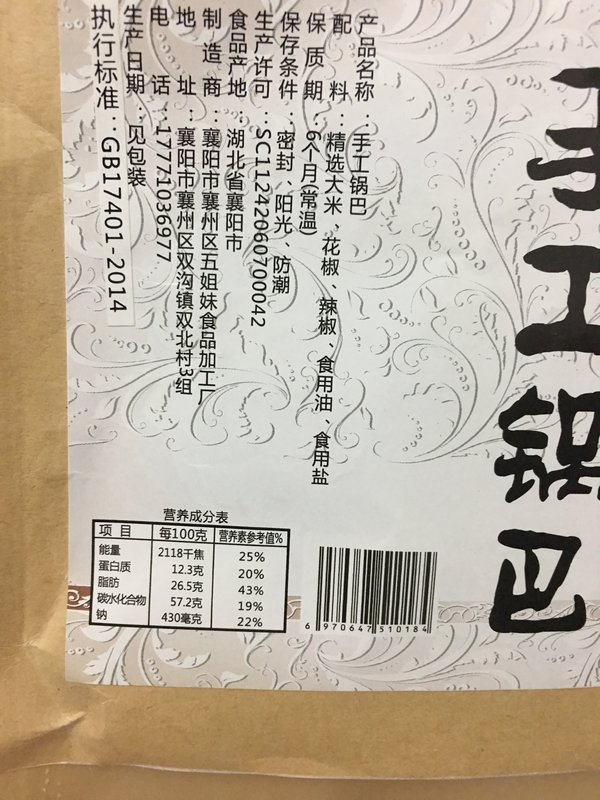 手工锅巴
产品名称：手工锅巴
配料：精选大米、花椒、辣椒、食用油、食用盐
保质期：6个月(常温)
保存条件：密封、阳光、防潮
生产许可：SC11242060700042
食品产地：湖北省襄阳市
制造商：襄阳市襄州区五姐妹食品加工厂
地址：襄阳市襄州区双沟镇双北村3组
电话：17771036977
生产日期：见包装
执行标准：GB17401-2014
营养成分表
项目 每100克 营养素参考值%
能量 2118千焦 25%
蛋白质 12.3克 20%
脂肪 26.5克 43%
碳水化合物 57.2克 19%
钠 430毫克 22%
6 970647 510184